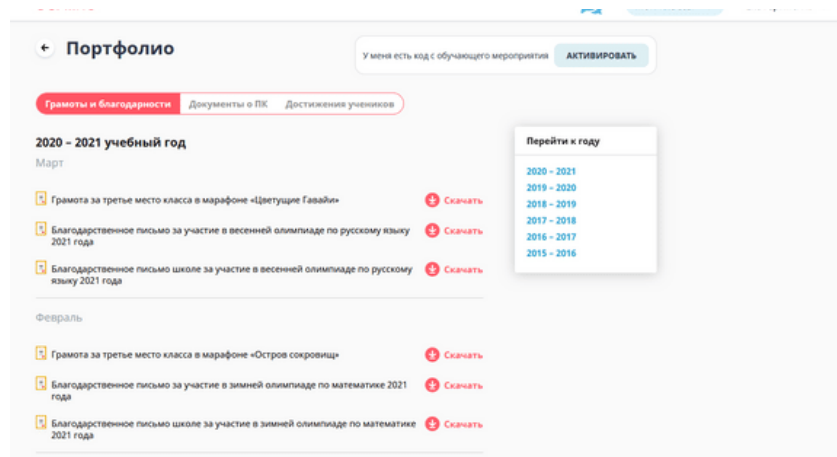 Портфолио
У меня есть код с обучающего мероприятия
АКТИВИРОВАТЬ
Грамоты и благодарности
Документы о ПК
Достижения учеников
2020 – 2021 учебный год
Март
Грамота за третье место класса в марафоне «Цветущие Гавайи»
Скачать
Благодарственное письмо за участие в весенней олимпиаде по русскому языку
2021 года
Скачать
Благодарственное письмо школе за участие в весенней олимпиаде по русскому
языку 2021 года
Скачать
Февраль
Грамота за третье место класса в марафоне «Остров сокровищ»
Скачать
Благодарственное письмо за участие в зимней олимпиаде по математике 2021
года
Скачать
Благодарственное письмо школе за участие в зимней олимпиаде по математике
2021 года
Скачать
Перейти к году
2020 – 2021
2019 – 2020
2018 – 2019
2017 – 2018
2016 – 2017
2015 – 2016